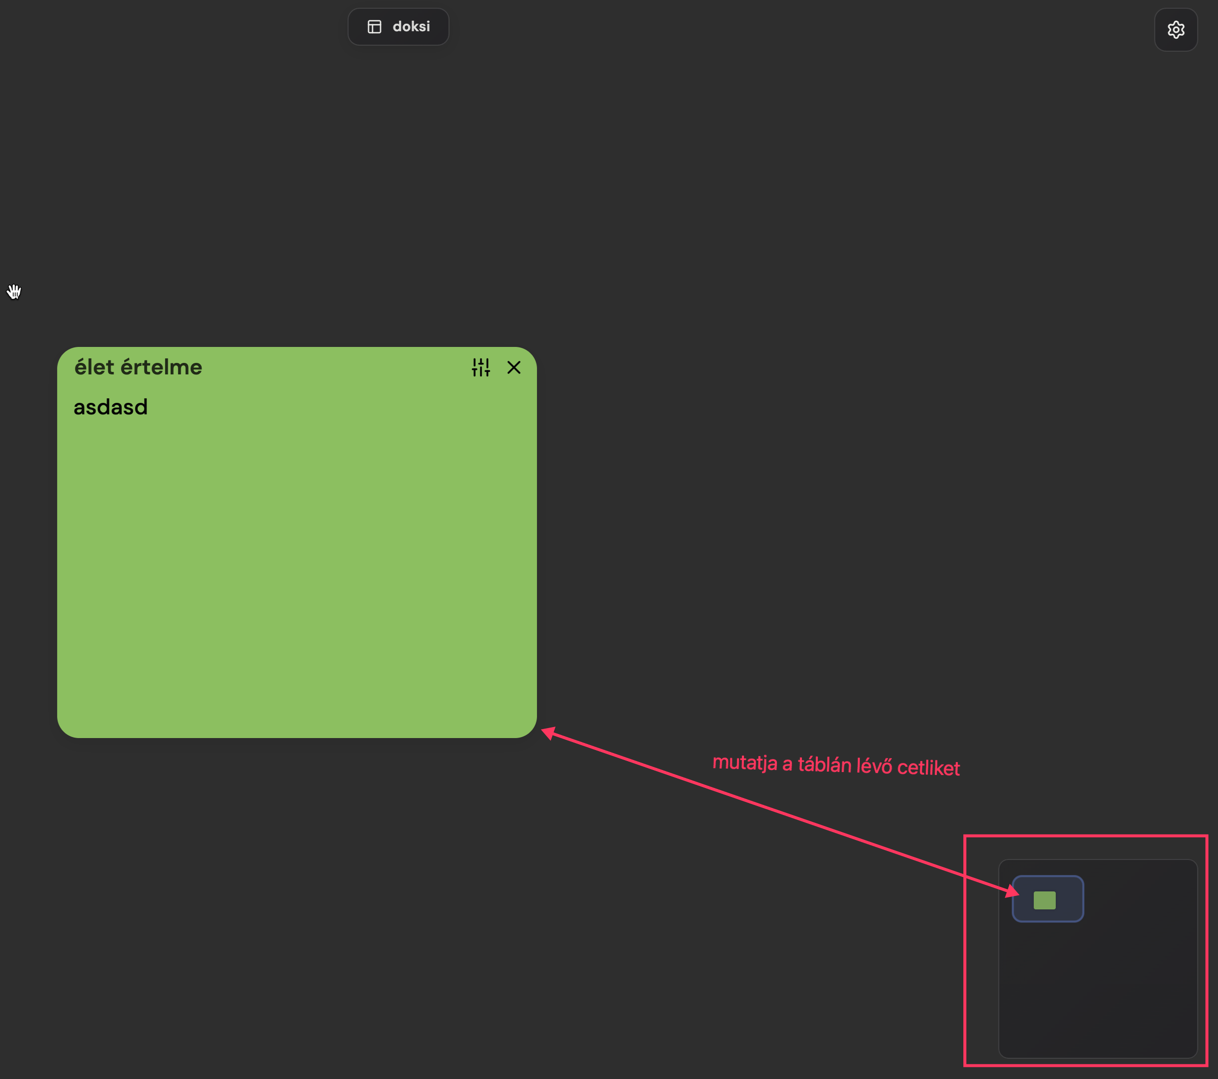 doksi
élet értelme
asdasd
mutatja a táblán lévő cetliket